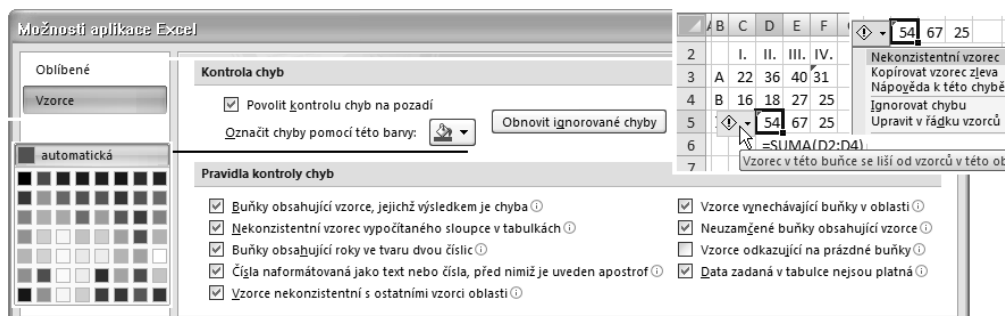 Možnosti aplikace Excel
Oblíbené
Vzorce
automatická
Kontrola chyb
Povolit kontrolu chyb na pozadí
Označit chyby pomocí této barvy:
Obnovit ignorované chyby
Pravidla kontroly chyb
Buňky obsahující vzorce, jejichž výsledkem je chyba
Nekonzistentní vzorec vypočítaného sloupce v tabulkách
Buňky obsahující roky ve tvaru dvou číslic
Čísla naformátovaná jako text nebo čísla, před nimiž je uveden apostrof
Vzorce nekonzistentní s ostatními vzorci oblasti
Vzorce vynechávající buňky v oblasti
Neuzamčené buňky obsahující vzorce
Vzorce odkazující na prázdné buňky
Data zadaná v tabulce nejsou platná
B C D E F
2 I. II. III. IV.
3 A 22 36 40 31
4 B 16 18 27 25
5 54 67 25
6 =SUMA(D2:D4)
7
Vzorec v této buňce se liší od vzorců v této ob
54 67 25
Nekonzistentní vzorec
Kopírovat vzorec zleva
Nápověda k této chybě
Ignorovat chybu
Upravit v řádku vzorců